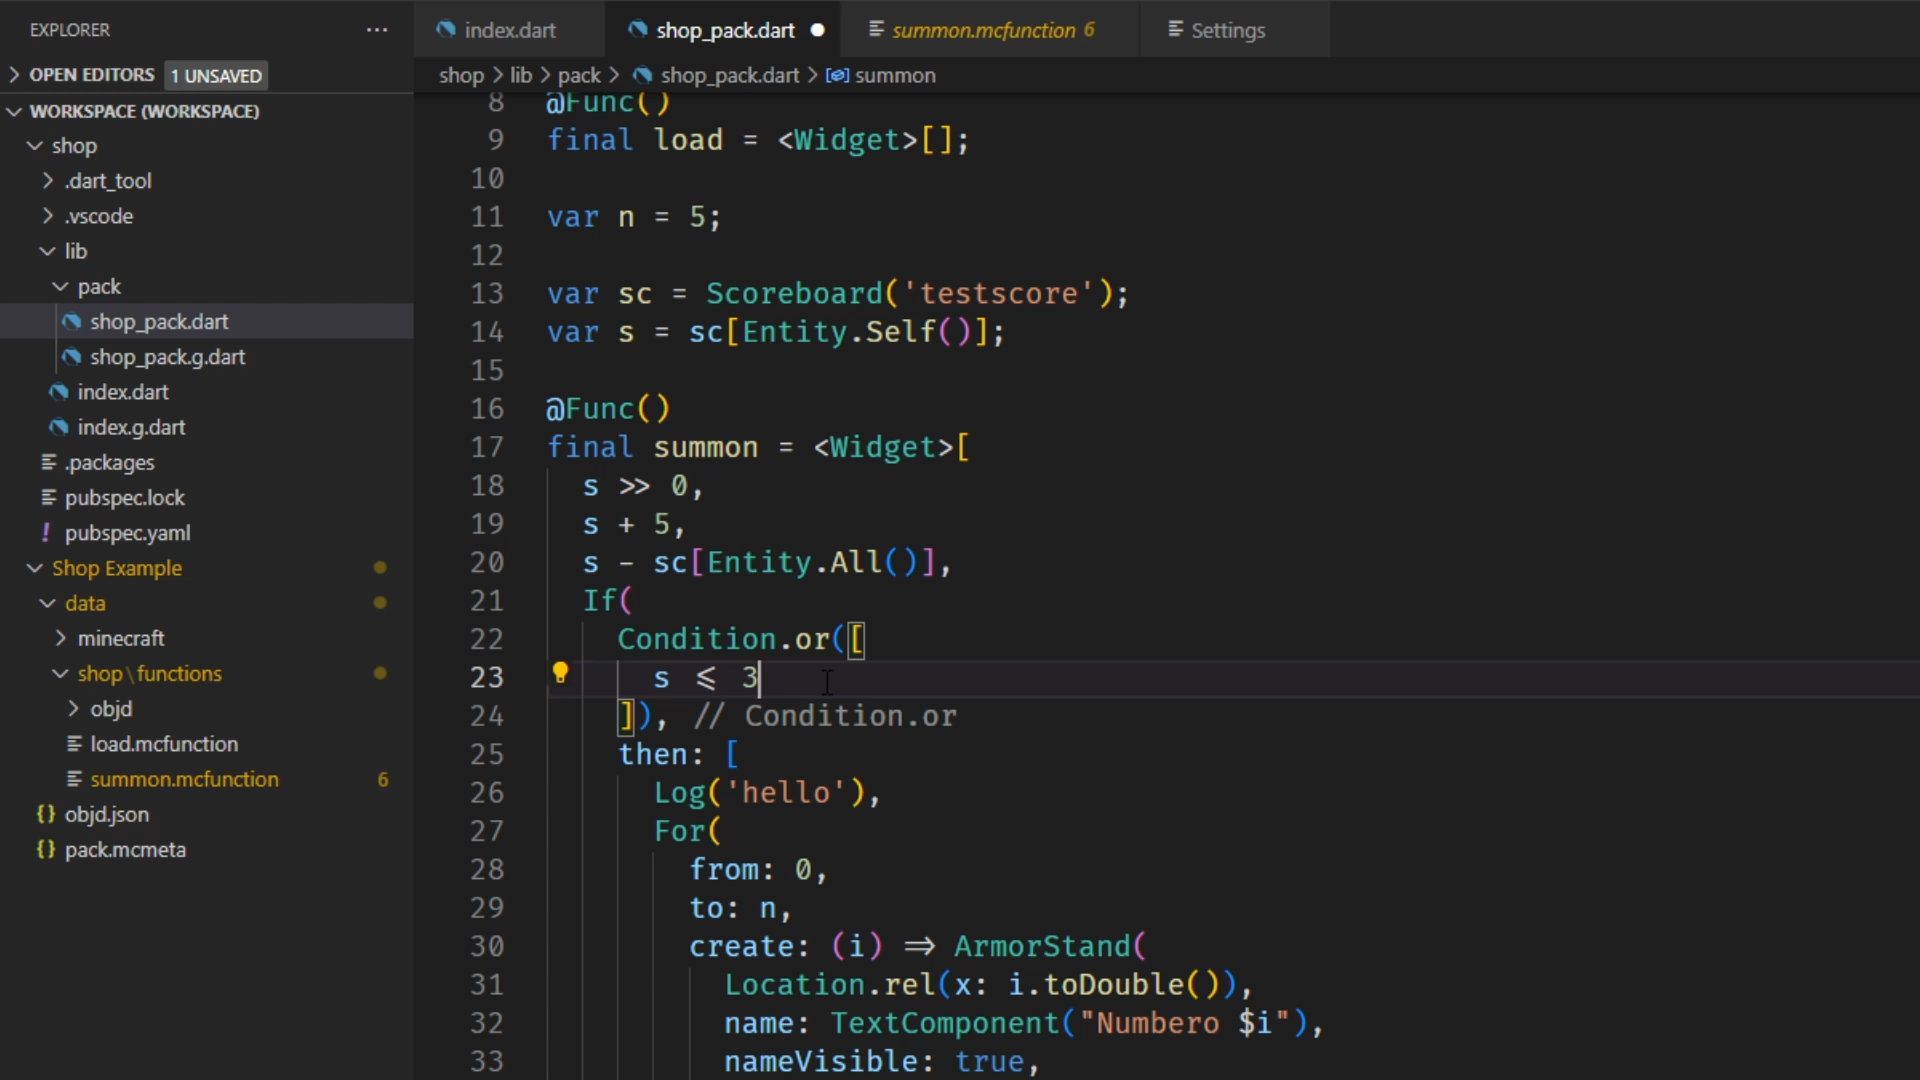 EXPLORER ...
OPEN EDITORS 1 UNSAVED
WORKSPACE (WORKSPACE)
shop
.dart_tool
.vscode
lib
pack
shop_pack.dart
shop_pack.g.dart
index.dart
index.g.dart
.packages
pubspec.lock
! pubspec.yaml
Shop Example
data
minecraft
shop\functions
objd
load.mcfunction
summon.mcfunction 6
{} objd.json
{} pack.mcmeta
index.dart shop_pack.dart summon.mcfunction 6 Settings
shop > lib > pack > shop_pack.dart > summon
8 @Func()
9 final load = <Widget>[];
10
11 var n = 5;
12
13 var sc = Scoreboard('testscore');
14 var s = sc[Entity.Self()];
15
16 @Func()
17 final summon = <Widget>[
18 s >> 0,
19 s + 5,
20 s - sc[Entity.All()],
21 If(
22 Condition.or([
23 s <= 3
24 ]), // Condition.or
25 then: [
26 Log('hello'),
27 For(
28 from: 0,
29 to: n,
30 create: (i) => ArmorStand(
31 Location.rel(x: i.toDouble()),
32 name: TextComponent("Numbero $i"),
33 nameVisible: true,